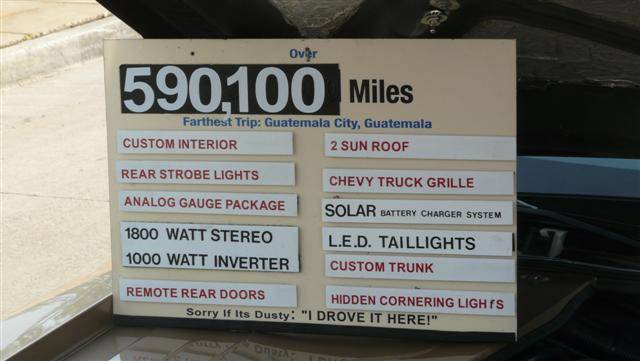 Over
590,100 Miles
Farthest Trip: Guatemala City, Guatemala
CUSTOM INTERIOR
REAR STROBE LIGHTS
ANALOG GAUGE PACKAGE
1800 WATT STEREO
1000 WATT INVERTER
REMOTE REAR DOORS
2 SUN ROOF
CHEVY TRUCK GRILLE
SOLAR BATTERY CHARGER SYSTEM
L.E.D. TAILLIGHTS
CUSTOM TRUNK
HIDDEN CORNERING LIGHTS
Sorry If Its Dusty: "I DROVE IT HERE!"